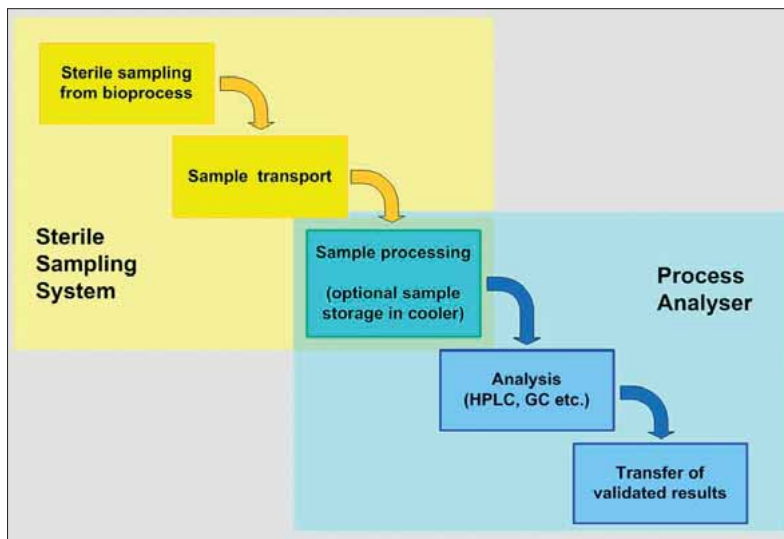 Sterile sampling
from bioprocess
Sample transport
Sterile
Sampling
System
Sample processing
(optional sample
storage in cooler)
Process
Analyser
Analysis
(HPLC, GC etc.)
Transfer of
validated results